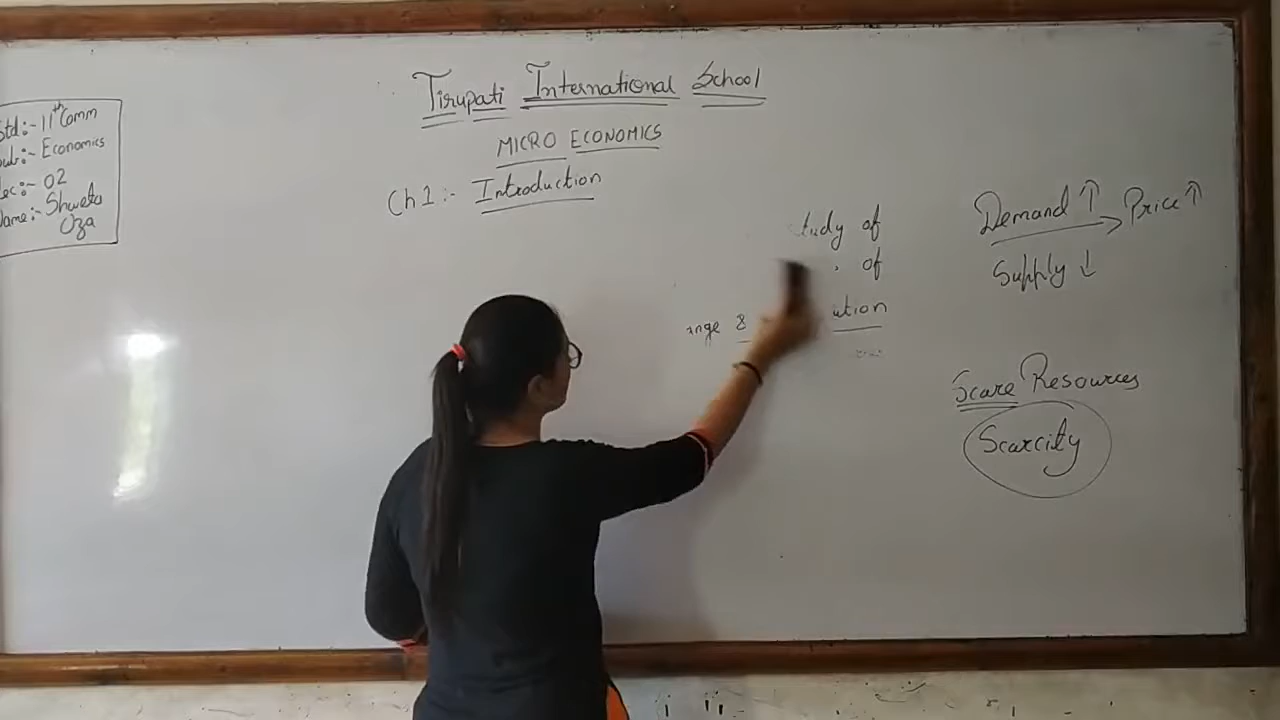 Tirupati International School
MICRO ECONOMICS
Ch 1 :- Introduction
Std :- 11th Comm
Sub :- Economics
Lec :- 02
Name :- Shweta
Oza
tudy of
of
ange & ution
Demand ↑ → Price ↑
Supply ↓
Scare Resources
Scarcity